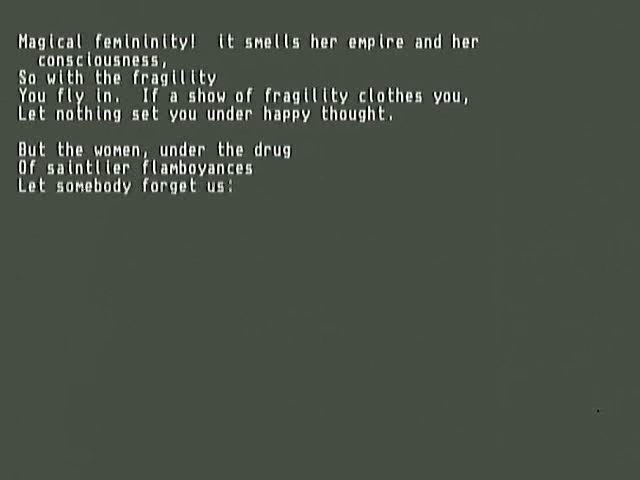 Magical femininity!  it smells her empire and her
consciousness,
So with the fragility
You fly in.  If a show of fragility clothes you,
Let nothing set you under happy thought.

But the women, under the drug
Of saintlier flamboyances
Let somebody forget us: